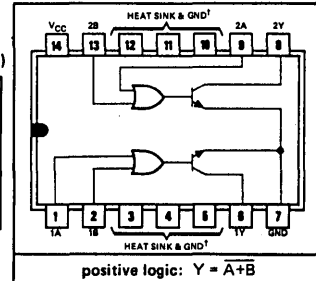 HEAT SINK & GND†
VCC 2B 2A 2Y
14 13 12 11 10 9 8
)
1 2 3 4 5 6 7
1A 1B 1Y GND
HEAT SINK & GND†
positive logic: Y = \overline{A+B}